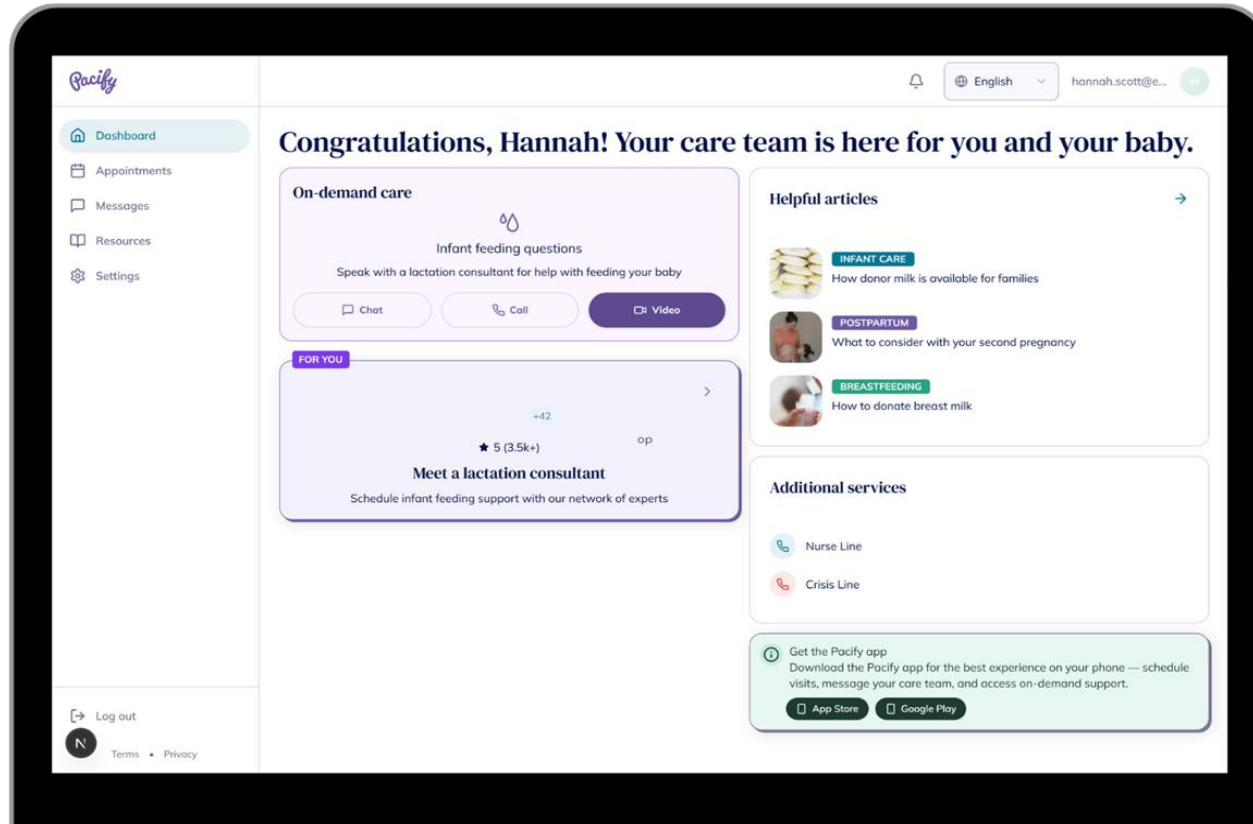 Pacify
English
hannah.scott@e...
H
Dashboard
Appointments
Messages
Resources
Settings
Log out
N
Terms • Privacy
Congratulations, Hannah! Your care team is here for you and your baby.
On-demand care
Infant feeding questions
Speak with a lactation consultant for help with feeding your baby
Chat
Call
Video
FOR YOU
+42
★ 5 (3.5k+)
op
Meet a lactation consultant
Schedule infant feeding support with our network of experts
Helpful articles
INFANT CARE
How donor milk is available for families
POSTPARTUM
What to consider with your second pregnancy
BREASTFEEDING
How to donate breast milk
Additional services
Nurse Line
Crisis Line
Get the Pacify app
Download the Pacify app for the best experience on your phone — schedule
visits, message your care team, and access on-demand support.
App Store
Google Play